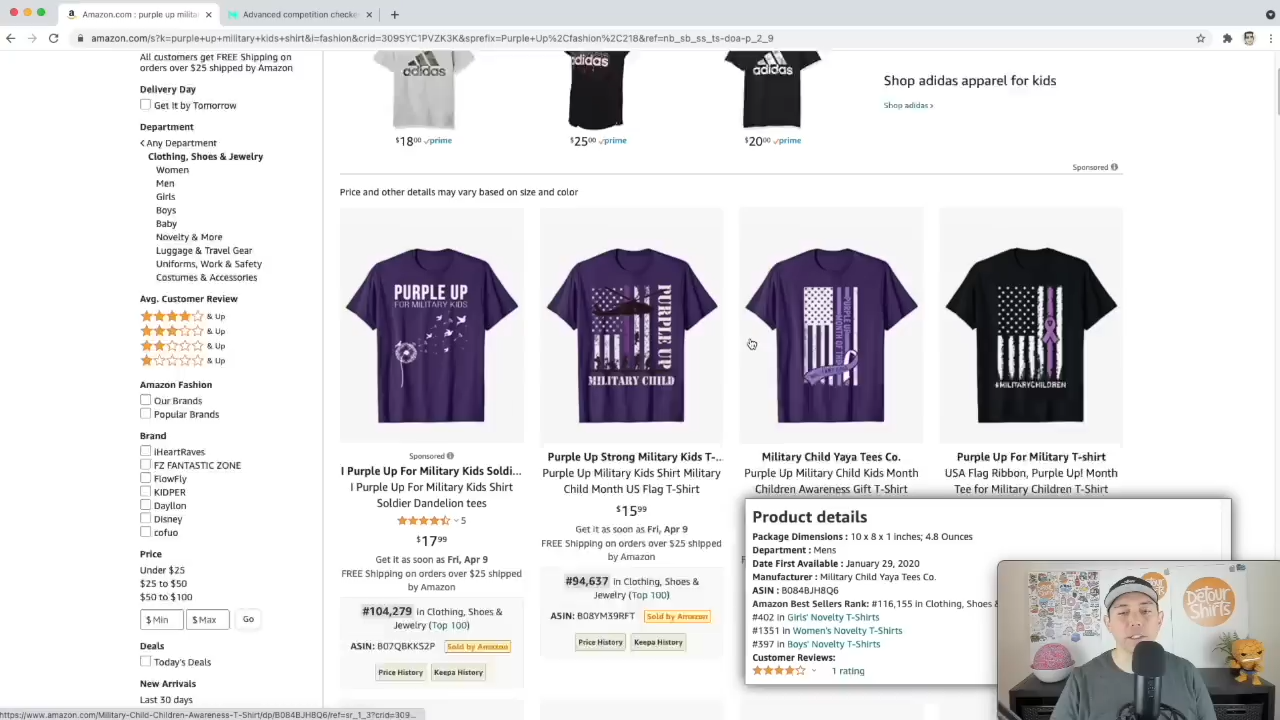 Amazon.com : purple up milita
Advanced competition checke
amazon.com/s?k=purple+up+military+kids+shirt&i=fashion&crid=309SYC1PVZK3K&sprefix=Purple+Up%2Cfashion%2C218&ref=nb_sb_ss_ts-doa-p_2_9
All customers get FREE Shipping on
orders over $25 shipped by Amazon
Delivery Day
Get It by Tomorrow
Department
Any Department
Clothing, Shoes & Jewelry
Women
Men
Girls
Boys
Baby
Novelty & More
Luggage & Travel Gear
Uniforms, Work & Safety
Costumes & Accessories
Avg. Customer Review
& Up
& Up
& Up
& Up
Amazon Fashion
Our Brands
Popular Brands
Brand
iHeartRaves
FZ FANTASTIC ZONE
FlowFly
KIDPER
Dayllon
Disney
cofuo
Price
Under $25
$25 to $50
$50 to $100
$ Min
$ Max
Go
Deals
Today's Deals
New Arrivals
Last 30 days
adidas
adidas
adidas
$18⁰⁰ prime
$25⁰⁰ prime
$20⁰⁰ prime
Shop adidas apparel for kids
Shop adidas ›
Sponsored
Price and other details may vary based on size and color
PURPLE UP
FOR MILITARY KIDS
Sponsored
I Purple Up For Military Kids Soldi...
I Purple Up For Military Kids Shirt
Soldier Dandelion tees
5
$17⁹⁹
Get it as soon as Fri, Apr 9
FREE Shipping on orders over $25 shipped
by Amazon
#104,279 in Clothing, Shoes &
Jewelry (Top 100)
ASIN: B07QBKKS2P
Sold by Amazon
Price History
Keepa History
PURPLE UP
MILITARY CHILD
Purple Up Strong Military Kids T-...
Purple Up Military Kids Shirt Military
Child Month US Flag T-Shirt
$15⁹⁹
Get it as soon as Fri, Apr 9
FREE Shipping on orders over $25 shipped
by Amazon
#94,637 in Clothing, Shoes &
Jewelry (Top 100)
ASIN: B08YM39RFT
Sold by Amazon
Price History
Keepa History
Military Child Yaya Tees Co.
Purple Up Military Child Kids Month
Children Awareness Gift T-Shirt
#MILITARYCHILDREN
Purple Up For Military T-shirt
USA Flag Ribbon, Purple Up! Month
Tee for Military Children T-Shirt
Product details
Package Dimensions : 10 x 8 x 1 inches; 4.8 Ounces
Department : Mens
Date First Available : January 29, 2020
Manufacturer : Military Child Yaya Tees Co.
ASIN : B084BJH8Q6
Amazon Best Sellers Rank: #116,155 in Clothing, Shoes &
#402 in Girls' Novelty T-Shirts
#1351 in Women's Novelty T-Shirts
#397 in Boys' Novelty T-Shirts
Customer Reviews:
1 rating
Detour
Shirts
https://www.amazon.com/Military-Child-Children-Awareness-T-Shirt/dp/B084BJH8Q6/ref=sr_1_3?crid=309...